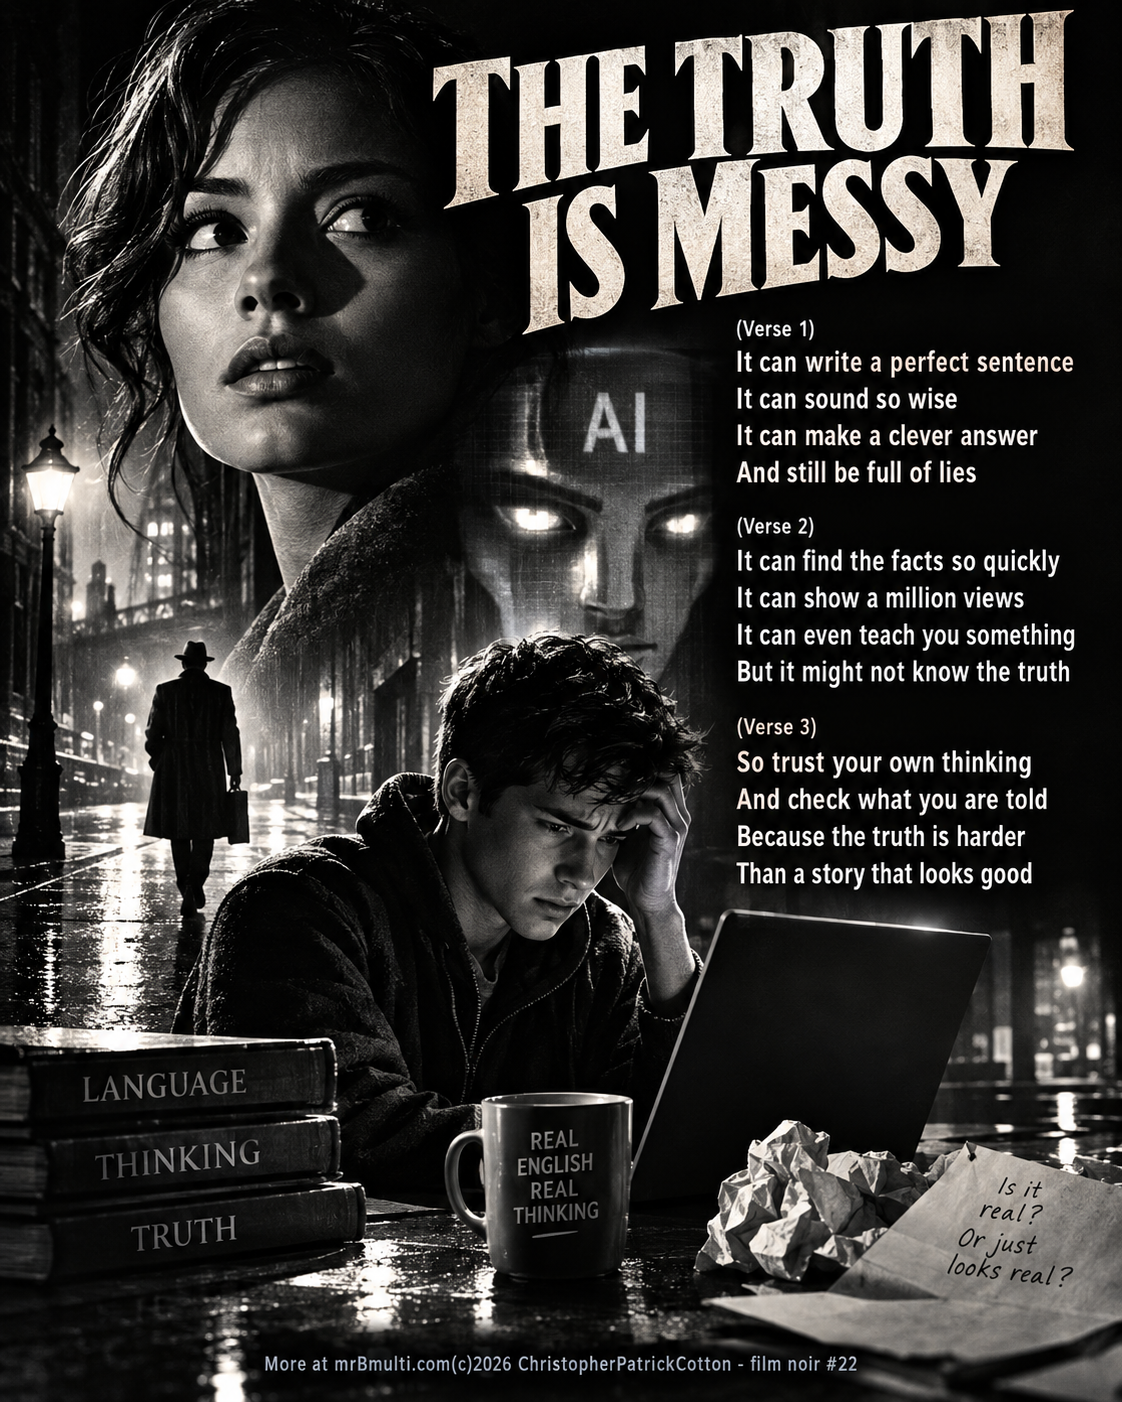 THE TRUTH
IS MESSY
AI
(Verse 1)
It can write a perfect sentence
It can sound so wise
It can make a clever answer
And still be full of lies
(Verse 2)
It can find the facts so quickly
It can show a million views
It can even teach you something
But it might not know the truth
(Verse 3)
So trust your own thinking
And check what you are told
Because the truth is harder
Than a story that looks good
LANGUAGE
THINKING
TRUTH
REAL
ENGLISH
REAL
THINKING
Is it
real?
Or just
looks real?
More at mrBmulti.com(c)2026 ChristopherPatrickCotton - film noir #22